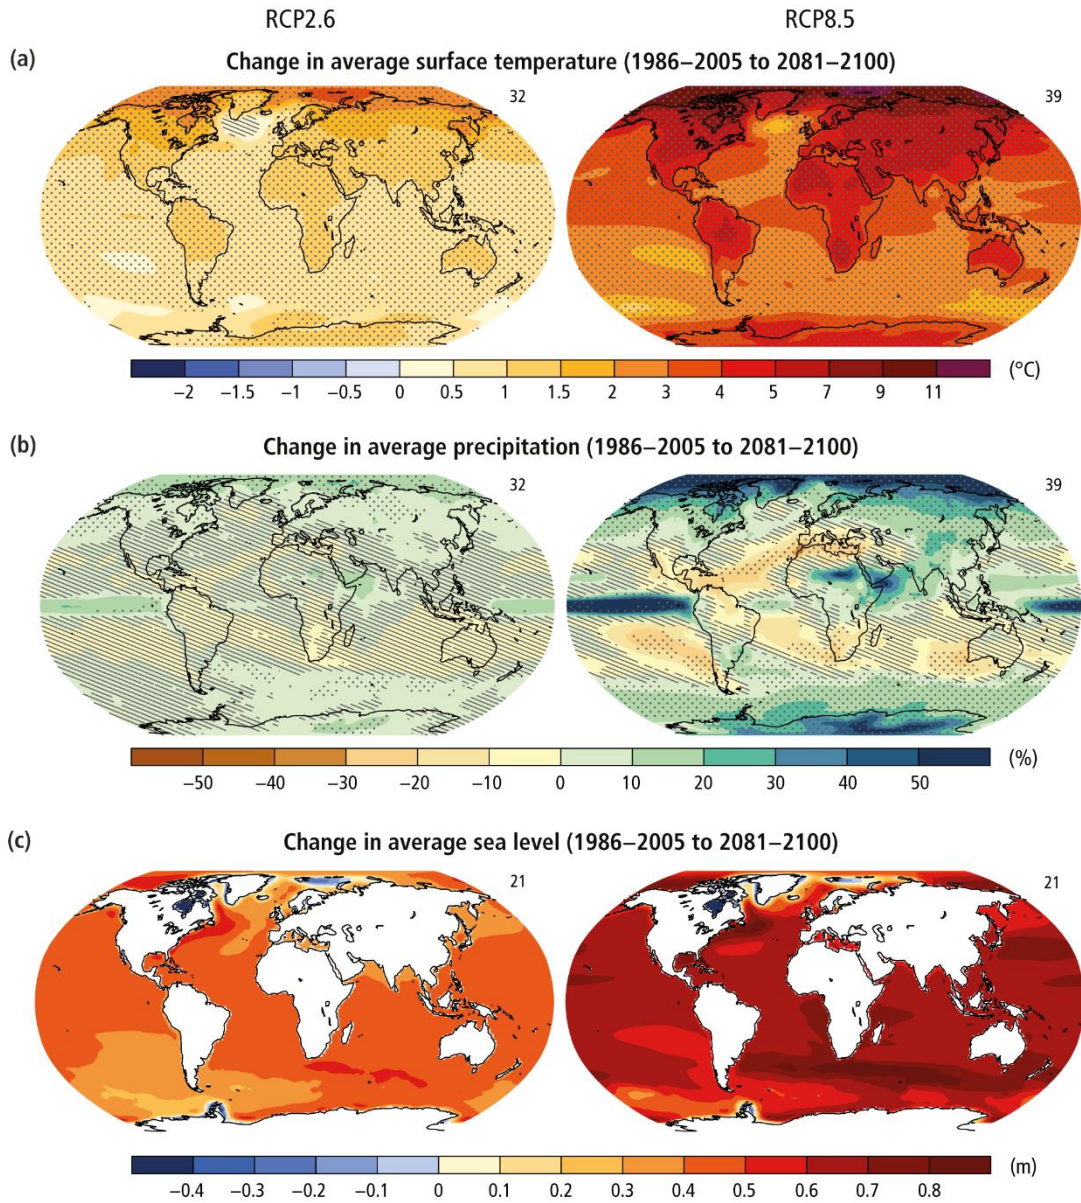 RCP2.6 RCP8.5
(a) Change in average surface temperature (1986–2005 to 2081–2100)
32 39
−2 −1.5 −1 −0.5 0 0.5 1 1.5 2 3 4 5 7 9 11 (°C)
(b) Change in average precipitation (1986–2005 to 2081–2100)
32 39
−50 −40 −30 −20 −10 0 10 20 30 40 50 (%)
(c) Change in average sea level (1986–2005 to 2081–2100)
21 21
−0.4 −0.3 −0.2 −0.1 0 0.1 0.2 0.3 0.4 0.5 0.6 0.7 0.8 (m)